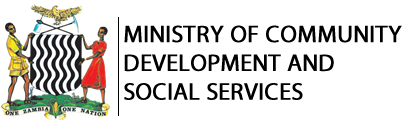 MINISTRY OF COMMUNITY
DEVELOPMENT AND
SOCIAL SERVICES
ONE ZAMBIA ONE NATION